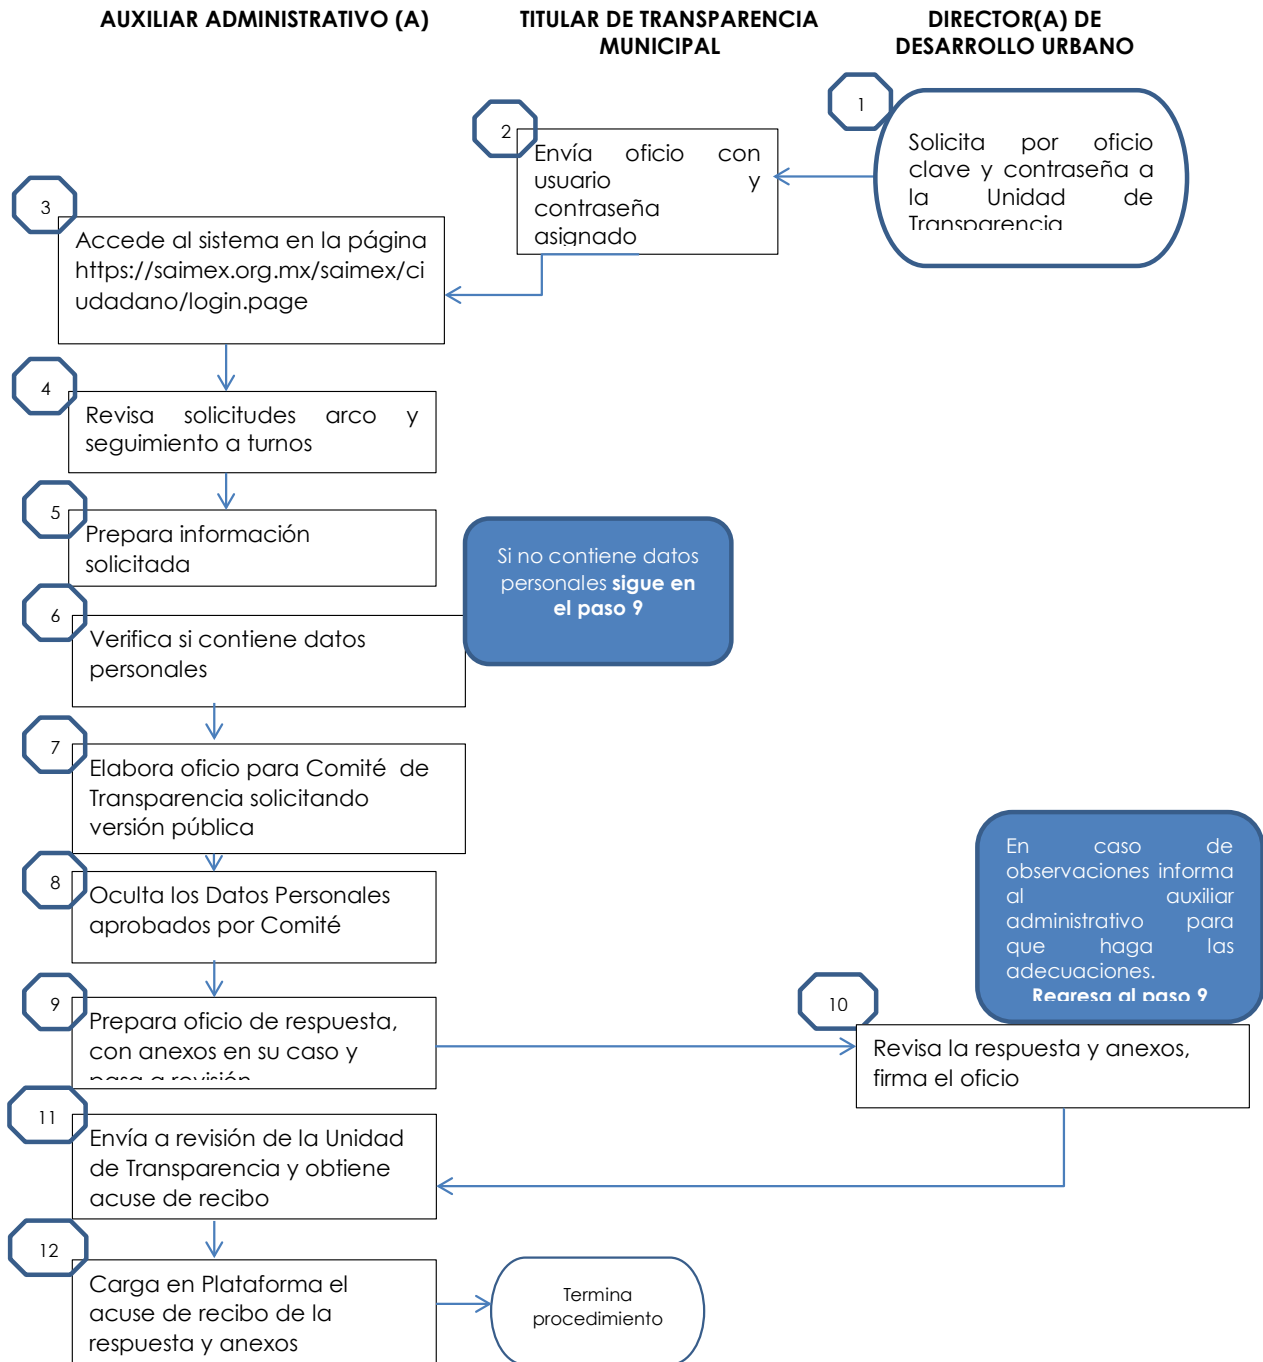 AUXILIAR ADMINISTRATIVO (A)
TITULAR DE TRANSPARENCIA
MUNICIPAL
DIRECTOR(A) DE
DESARROLLO URBANO
1
Solicita por oficio
clave y contraseña a
la Unidad de
Transparencia
2
Envía oficio con
usuario y
contraseña
asignado
3
Accede al sistema en la página
https://saimex.org.mx/saimex/ci
udadano/login.page
4
Revisa solicitudes arco y
seguimiento a turnos
5
Prepara información
solicitada
Si no contiene datos
personales sigue en
el paso 9
6
Verifica si contiene datos
personales
7
Elabora oficio para Comité de
Transparencia solicitando
versión pública
8
Oculta los Datos Personales
aprobados por Comité
En caso de
observaciones informa
al auxiliar
administrativo para
que haga las
adecuaciones.
Regresa al paso 9
9
Prepara oficio de respuesta,
con anexos en su caso y
pasa a revisión
10
Revisa la respuesta y anexos,
firma el oficio
11
Envía a revisión de la Unidad
de Transparencia y obtiene
acuse de recibo
12
Carga en Plataforma el
acuse de recibo de la
respuesta y anexos
Termina
procedimiento